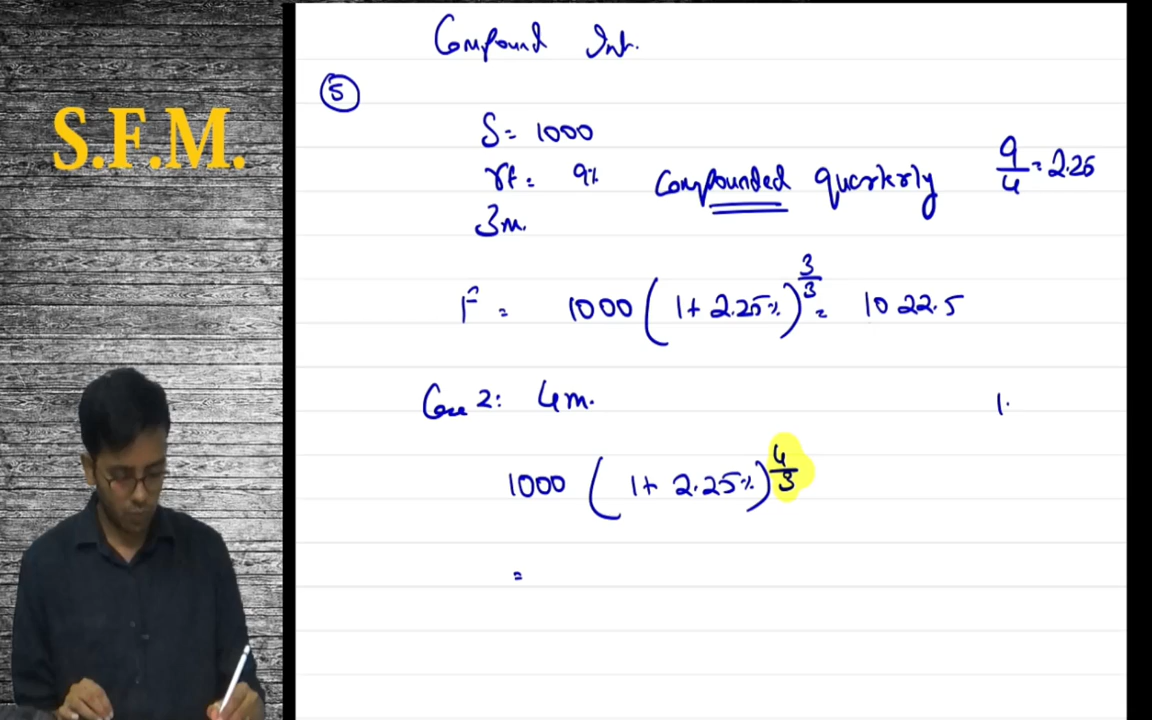 S.F.M.
Compound Int.
5
S = 1000
rf = 9%
compounded quarterly
9/4 = 2.25
3m.
F = 1000 ( 1 + 2.25% )^3/3 = 1022.5
Case 2: 4m.
1.
1000 ( 1 + 2.25% )^4/3
=